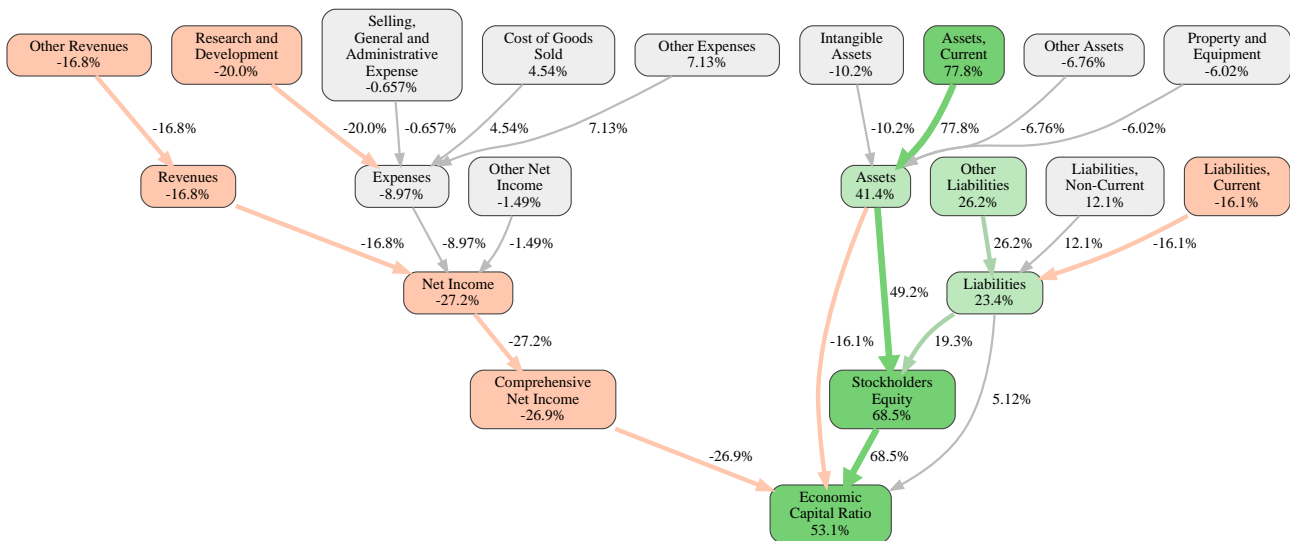 Other Revenues
-16.8%
Research and
Development
-20.0%
Selling,
General and
Administrative
Expense
-0.657%
Cost of Goods
Sold
4.54%
Other Expenses
7.13%
Intangible
Assets
-10.2%
Assets,
Current
77.8%
Other Assets
-6.76%
Property and
Equipment
-6.02%
-16.8%
-20.0%
-0.657%
4.54%
7.13%
-10.2%
77.8%
-6.76%
-6.02%
Revenues
-16.8%
Expenses
-8.97%
Other Net
Income
-1.49%
Assets
41.4%
Other
Liabilities
26.2%
Liabilities,
Non-Current
12.1%
Liabilities,
Current
-16.1%
-16.8%
-8.97%
-1.49%
26.2%
12.1%
-16.1%
Net Income
-27.2%
49.2%
Liabilities
23.4%
-27.2%
-16.1%
19.3%
Comprehensive
Net Income
-26.9%
Stockholders
Equity
68.5%
5.12%
-26.9%
68.5%
Economic
Capital Ratio
53.1%